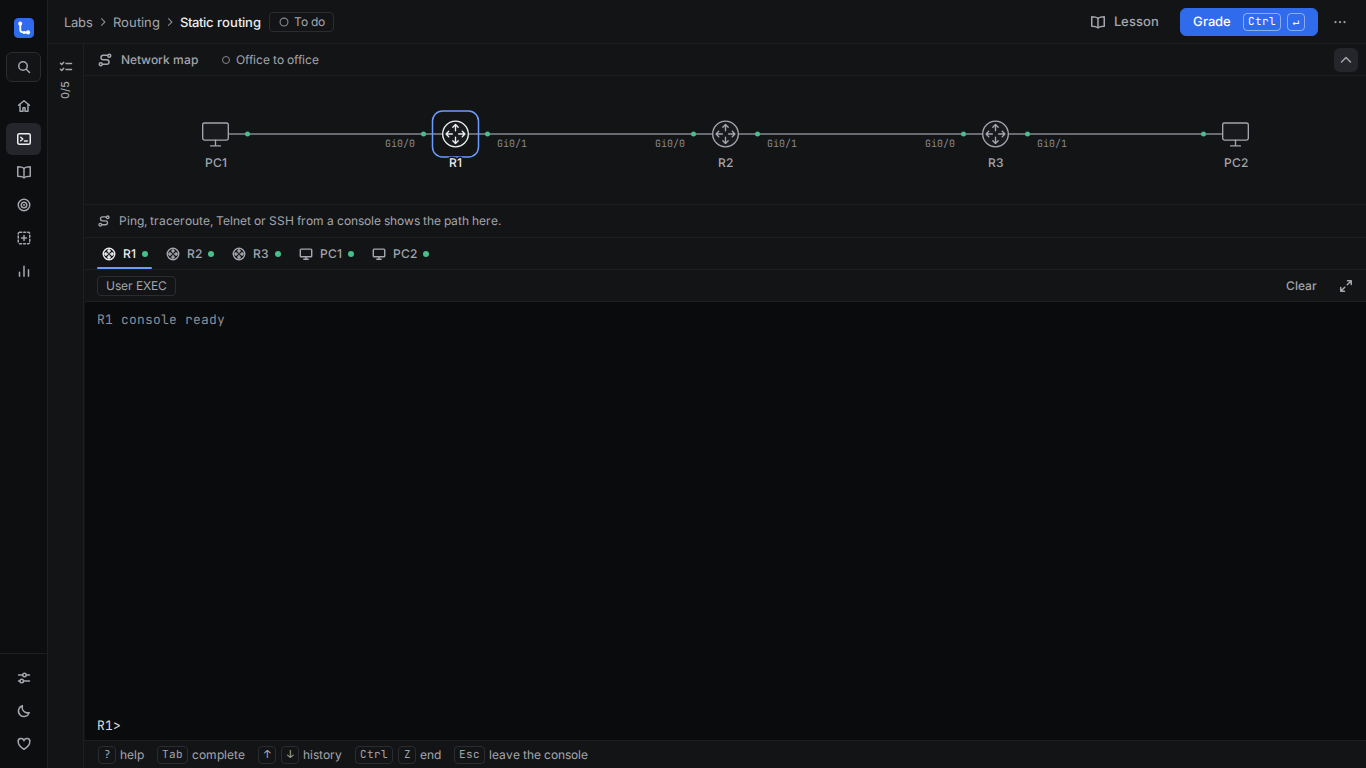 Labs > Routing > Static routing To do Lesson Grade Ctrl ↵
0/5
Network map Office to office
Gi0/0 Gi0/1 Gi0/0 Gi0/1 Gi0/0 Gi0/1
PC1 R1 R2 R3 PC2
Ping, traceroute, Telnet or SSH from a console shows the path here.
R1 R2 R3 PC1 PC2
User EXEC Clear
R1 console ready
R1>
? help Tab complete ↑ ↓ history Ctrl Z end Esc leave the console